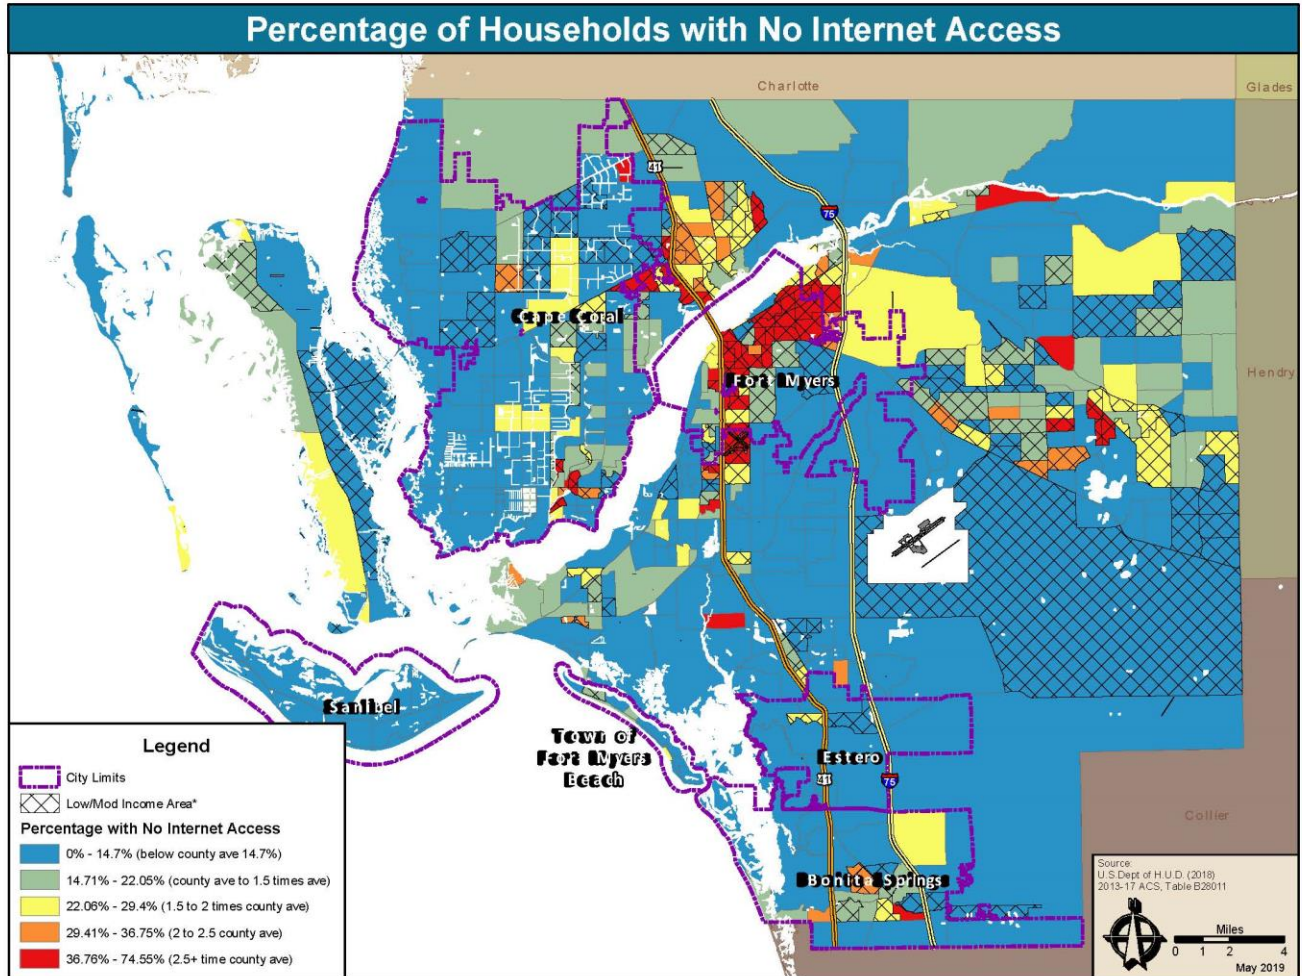 Percentage of Households with No Internet Access
Charlotte
Glades
41
75
Cape Coral
Fort Myers
Hendry
Sanibel
Town of
Fort Myers
Beach
Estero
41
75
Collier
Bonita Springs
Legend
City Limits
Low/Mod Income Area*
Percentage with No Internet Access
0% - 14.7% (below county ave 14.7%)
14.71% - 22.05% (county ave to 1.5 times ave)
22.06% - 29.4% (1.5 to 2 times county ave)
29.41% - 36.75% (2 to 2.5 county ave)
36.76% - 74.55% (2.5+ time county ave)
Source:
U.S.Dept of H.U.D. (2018)
2013-17 ACS, Table B28011
Miles
0 1 2 4
May 2019